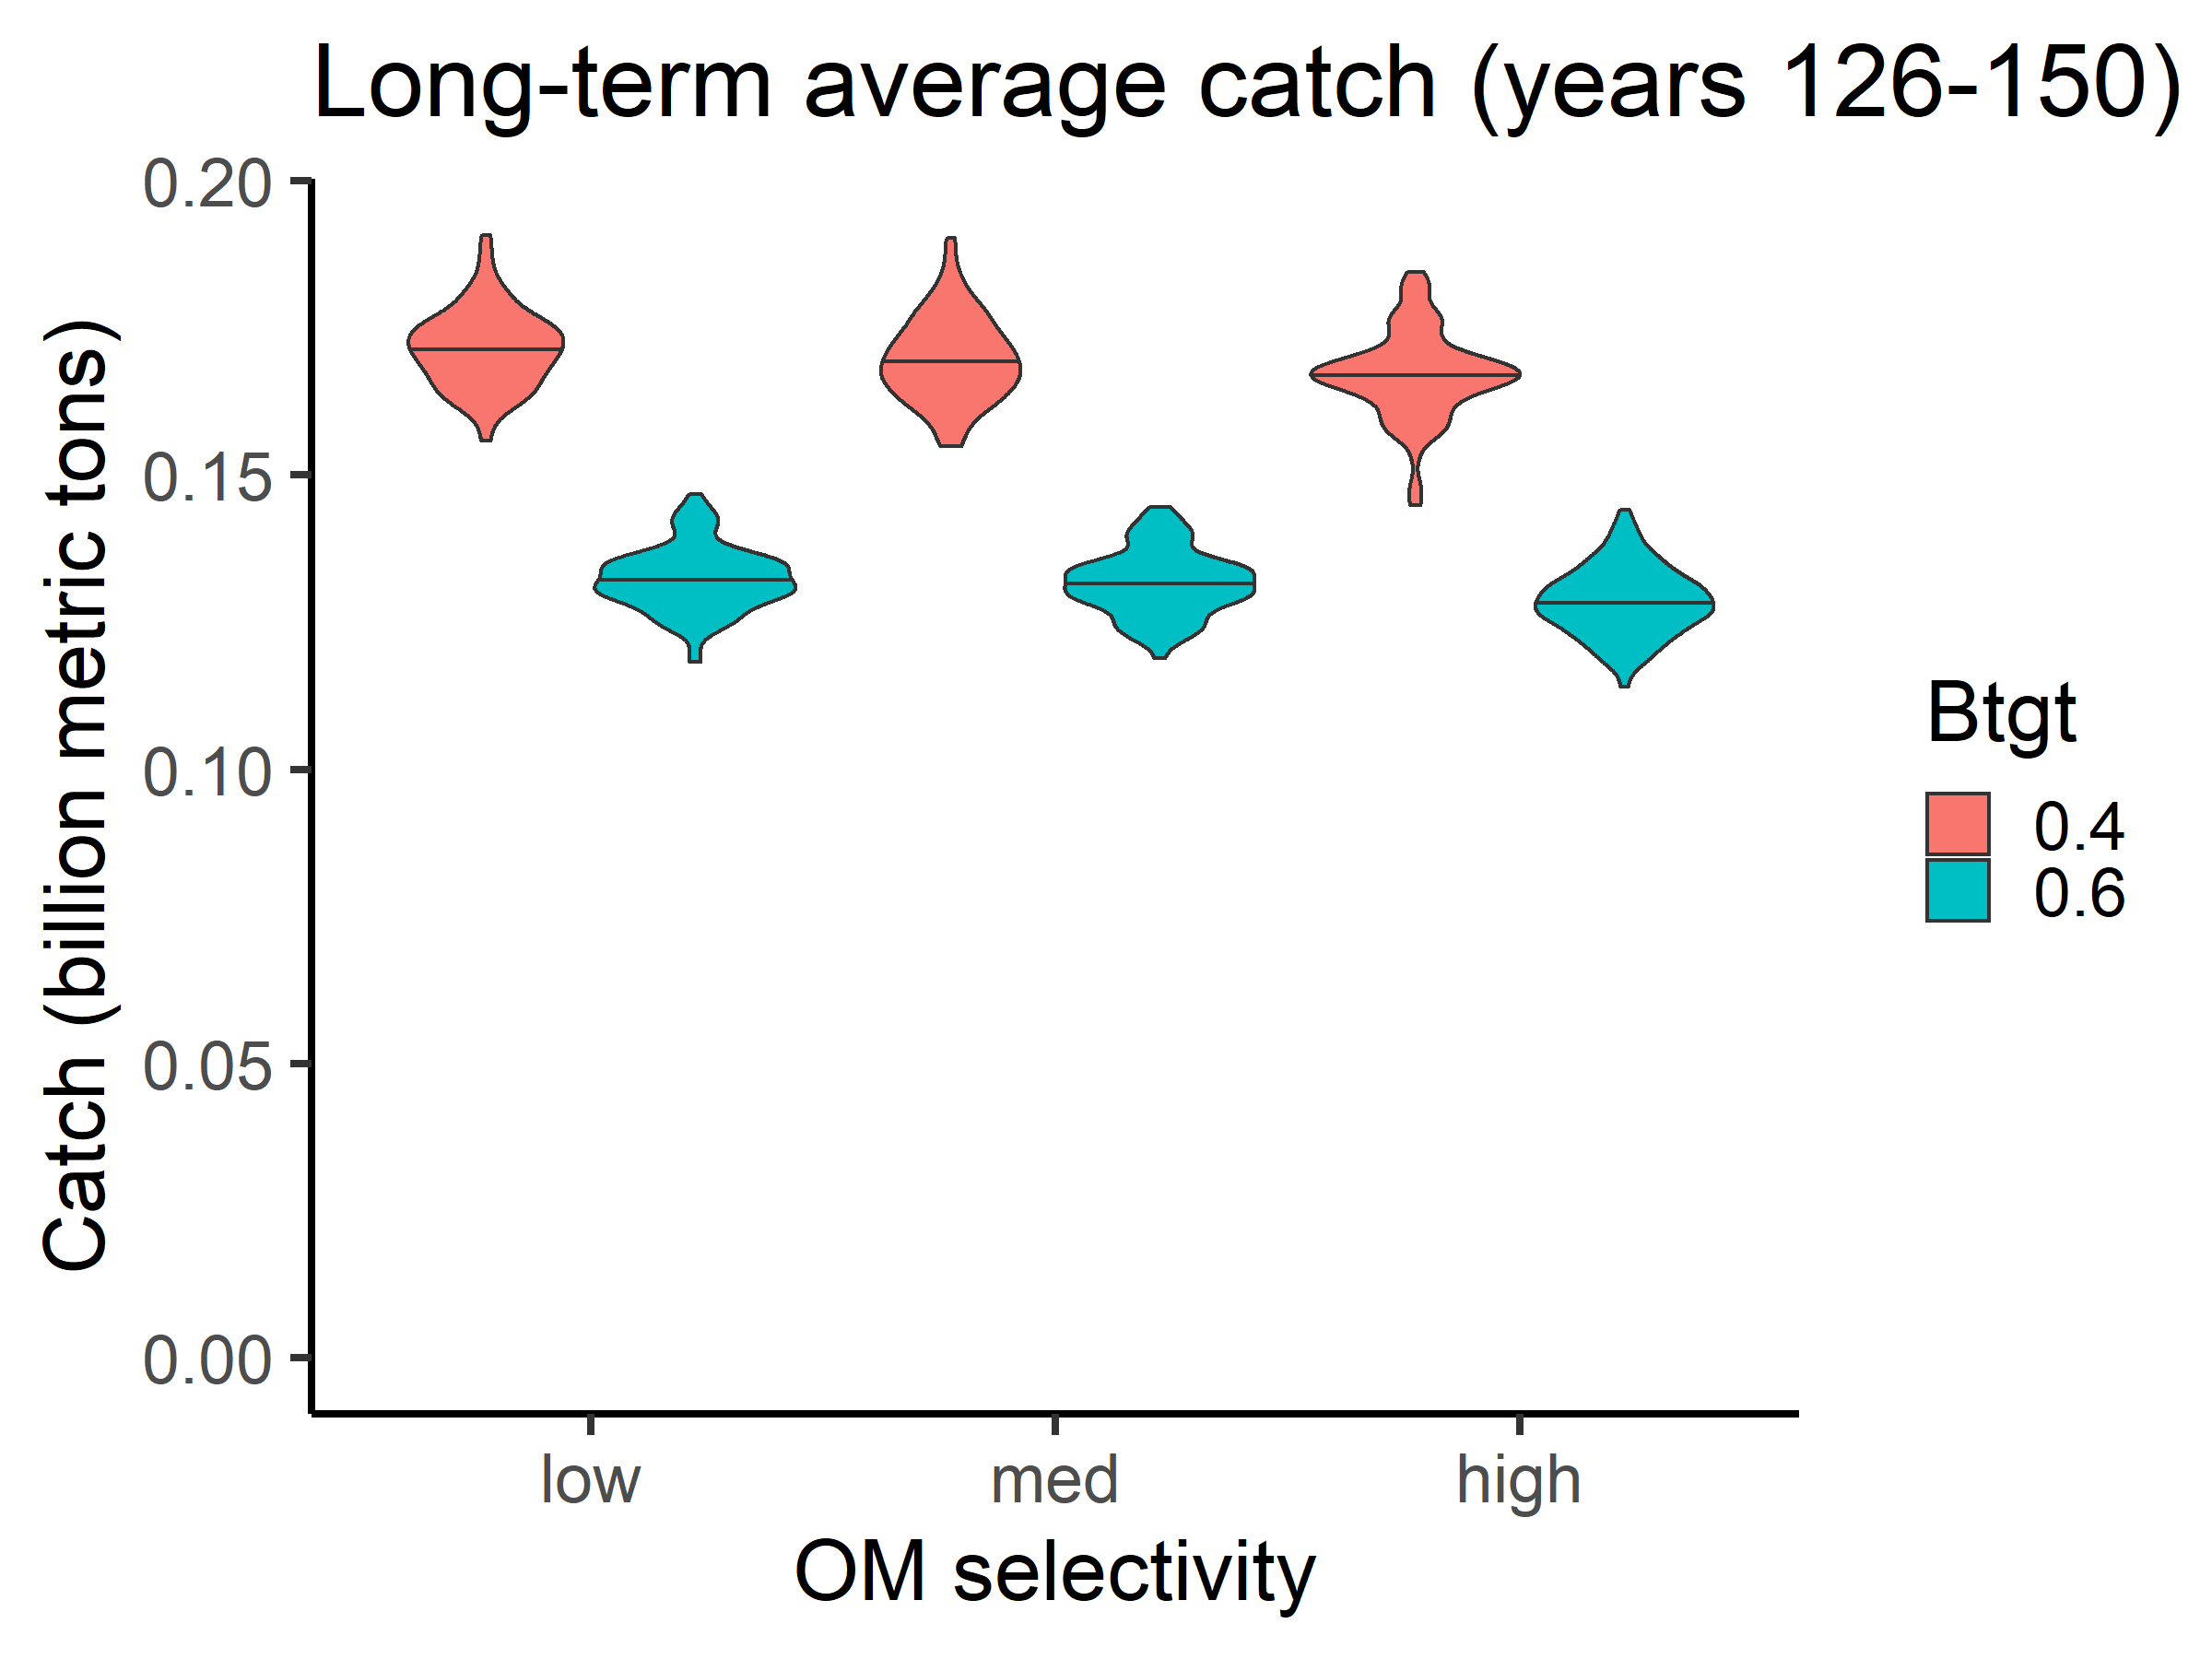 Long-term average catch (years 126-150)
Catch (billion metric tons)
0.20
0.15
0.10
0.05
0.00
low med high
OM selectivity
Btgt
0.4
0.6